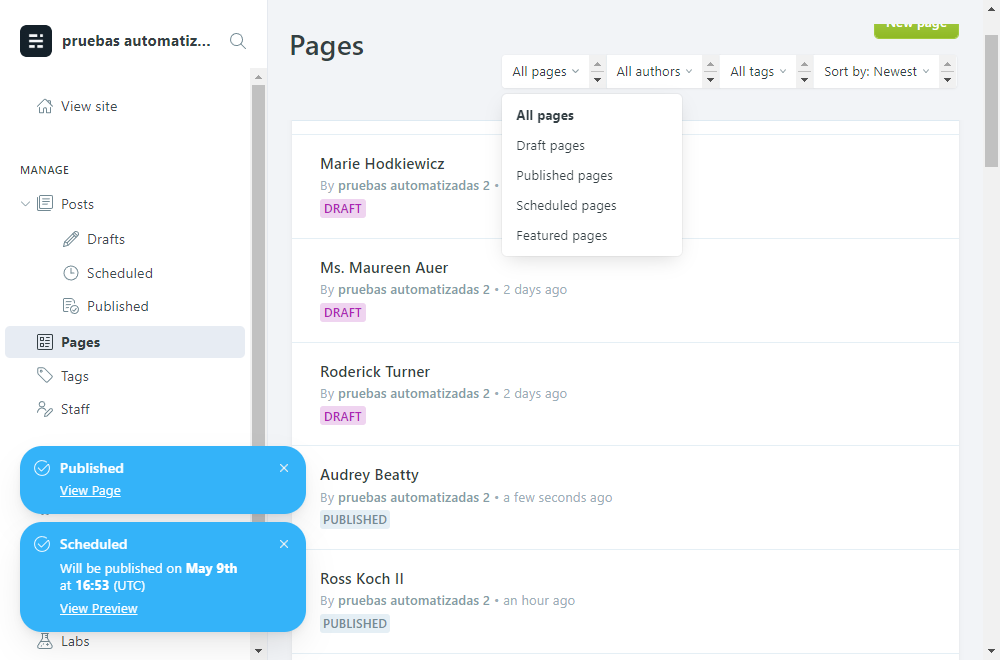 pruebas automatiz...
View site
MANAGE
Posts
Drafts
Scheduled
Published
Pages
Tags
Staff
Published
View Page
Scheduled
Will be published on May 9th
at 16:53 (UTC)
View Preview
Labs
Pages
New page
All pages
All authors
All tags
Sort by: Newest
All pages
Draft pages
Published pages
Scheduled pages
Featured pages
Marie Hodkiewicz
By pruebas automatizadas 2 •
DRAFT
Ms. Maureen Auer
By pruebas automatizadas 2 • 2 days ago
DRAFT
Roderick Turner
By pruebas automatizadas 2 • 2 days ago
DRAFT
Audrey Beatty
By pruebas automatizadas 2 • a few seconds ago
PUBLISHED
Ross Koch II
By pruebas automatizadas 2 • an hour ago
PUBLISHED